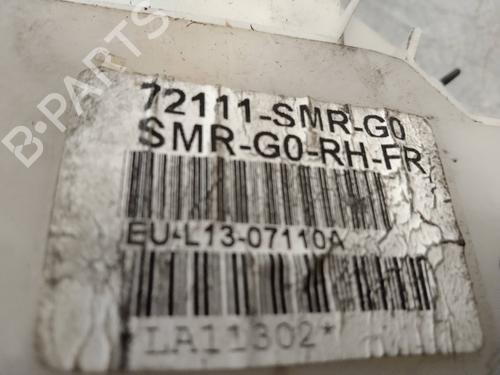 B-PARTS
72111-SMR-G0
SMR-G0-RH-FR
EU-L13-07110A
LA11302*